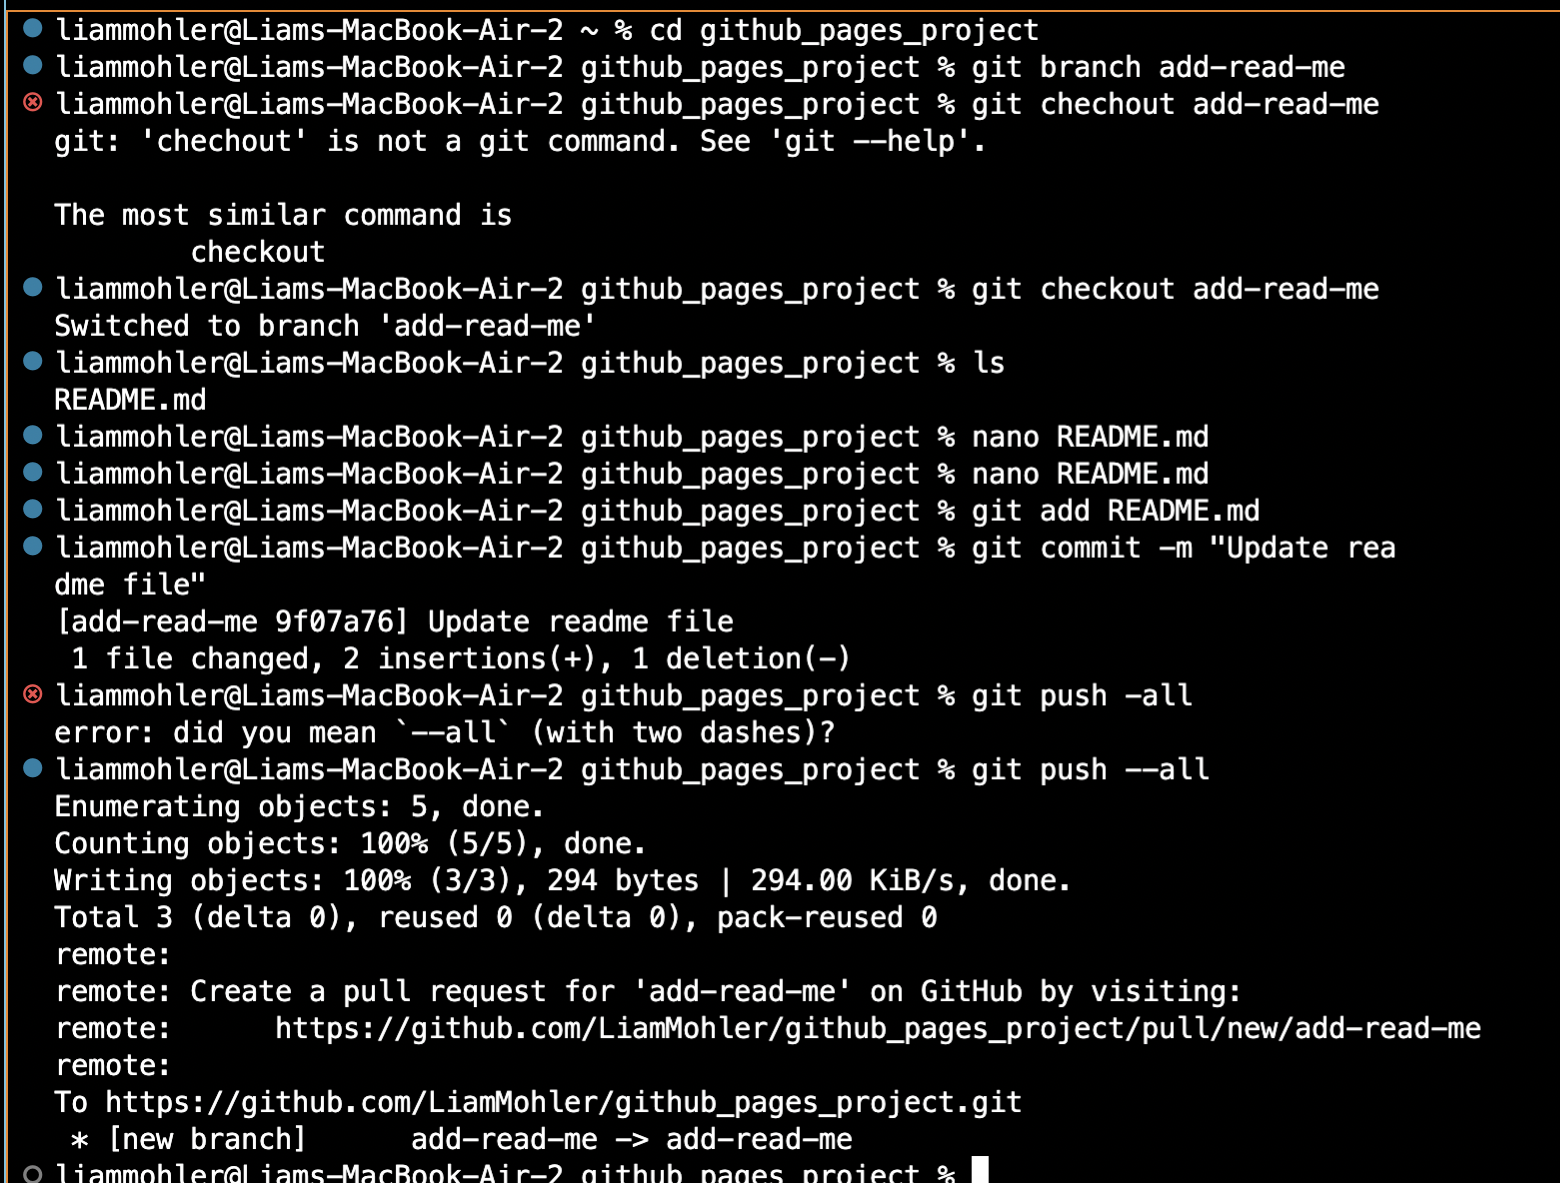 liammohler@Liams-MacBook-Air-2 ~ % cd github_pages_project
liammohler@Liams-MacBook-Air-2 github_pages_project % git branch add-read-me
liammohler@Liams-MacBook-Air-2 github_pages_project % git chechout add-read-me
git: 'chechout' is not a git command. See 'git --help'.

The most similar command is
        checkout
liammohler@Liams-MacBook-Air-2 github_pages_project % git checkout add-read-me
Switched to branch 'add-read-me'
liammohler@Liams-MacBook-Air-2 github_pages_project % ls
README.md
liammohler@Liams-MacBook-Air-2 github_pages_project % nano README.md
liammohler@Liams-MacBook-Air-2 github_pages_project % nano README.md
liammohler@Liams-MacBook-Air-2 github_pages_project % git add README.md
liammohler@Liams-MacBook-Air-2 github_pages_project % git commit -m "Update rea
dme file"
[add-read-me 9f07a76] Update readme file
 1 file changed, 2 insertions(+), 1 deletion(-)
liammohler@Liams-MacBook-Air-2 github_pages_project % git push -all
error: did you mean `--all` (with two dashes)?
liammohler@Liams-MacBook-Air-2 github_pages_project % git push --all
Enumerating objects: 5, done.
Counting objects: 100% (5/5), done.
Writing objects: 100% (3/3), 294 bytes | 294.00 KiB/s, done.
Total 3 (delta 0), reused 0 (delta 0), pack-reused 0
remote:
remote: Create a pull request for 'add-read-me' on GitHub by visiting:
remote:      https://github.com/LiamMohler/github_pages_project/pull/new/add-read-me
remote:
To https://github.com/LiamMohler/github_pages_project.git
 * [new branch]      add-read-me -> add-read-me
liammohler@Liams-MacBook-Air-2 github_pages_project %